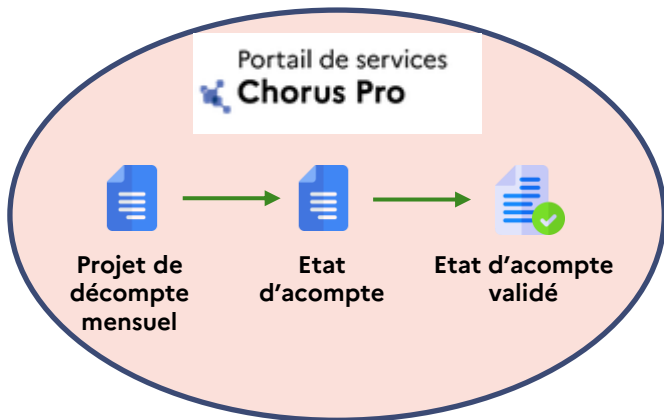 Portail de services
Chorus Pro
Projet de
décompte
mensuel
Etat
d’acompte
Etat d’acompte
validé